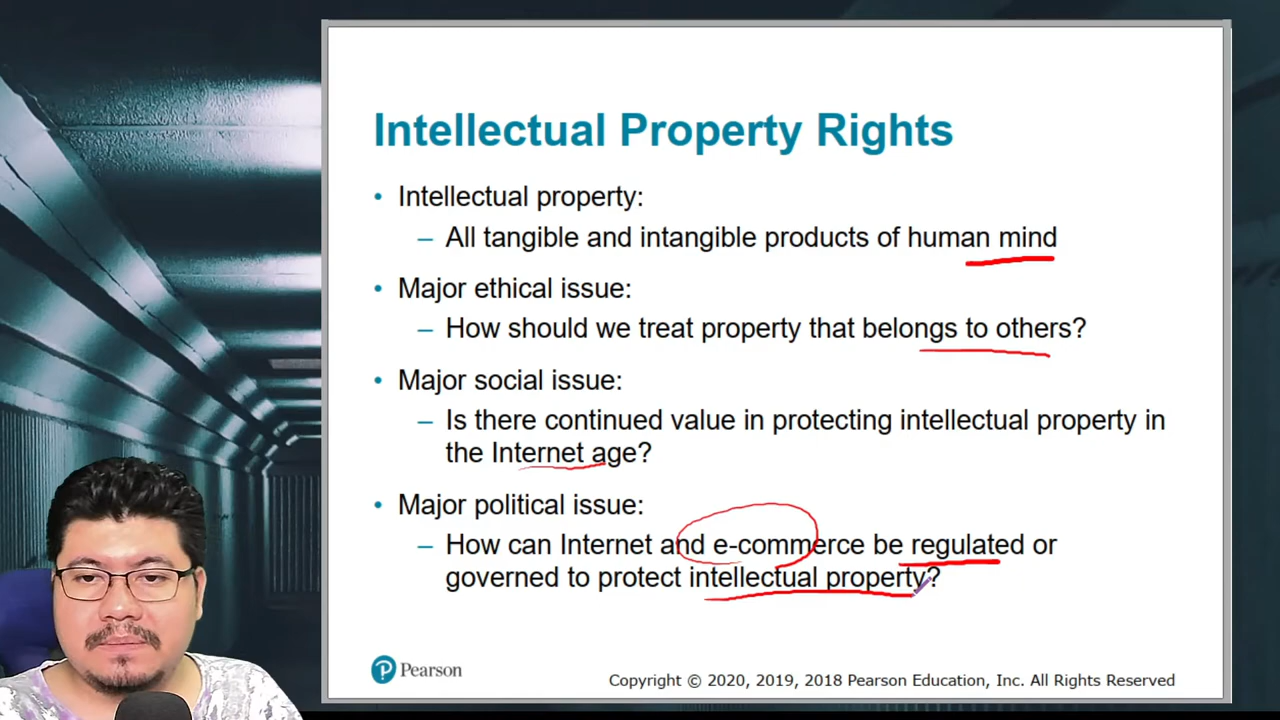 Intellectual Property Rights
• Intellectual property:
– All tangible and intangible products of human mind
• Major ethical issue:
– How should we treat property that belongs to others?
• Major social issue:
– Is there continued value in protecting intellectual property in
the Internet age?
• Major political issue:
– How can Internet and e-commerce be regulated or
governed to protect intellectual property?
Pearson
Copyright © 2020, 2019, 2018 Pearson Education, Inc. All Rights Reserved